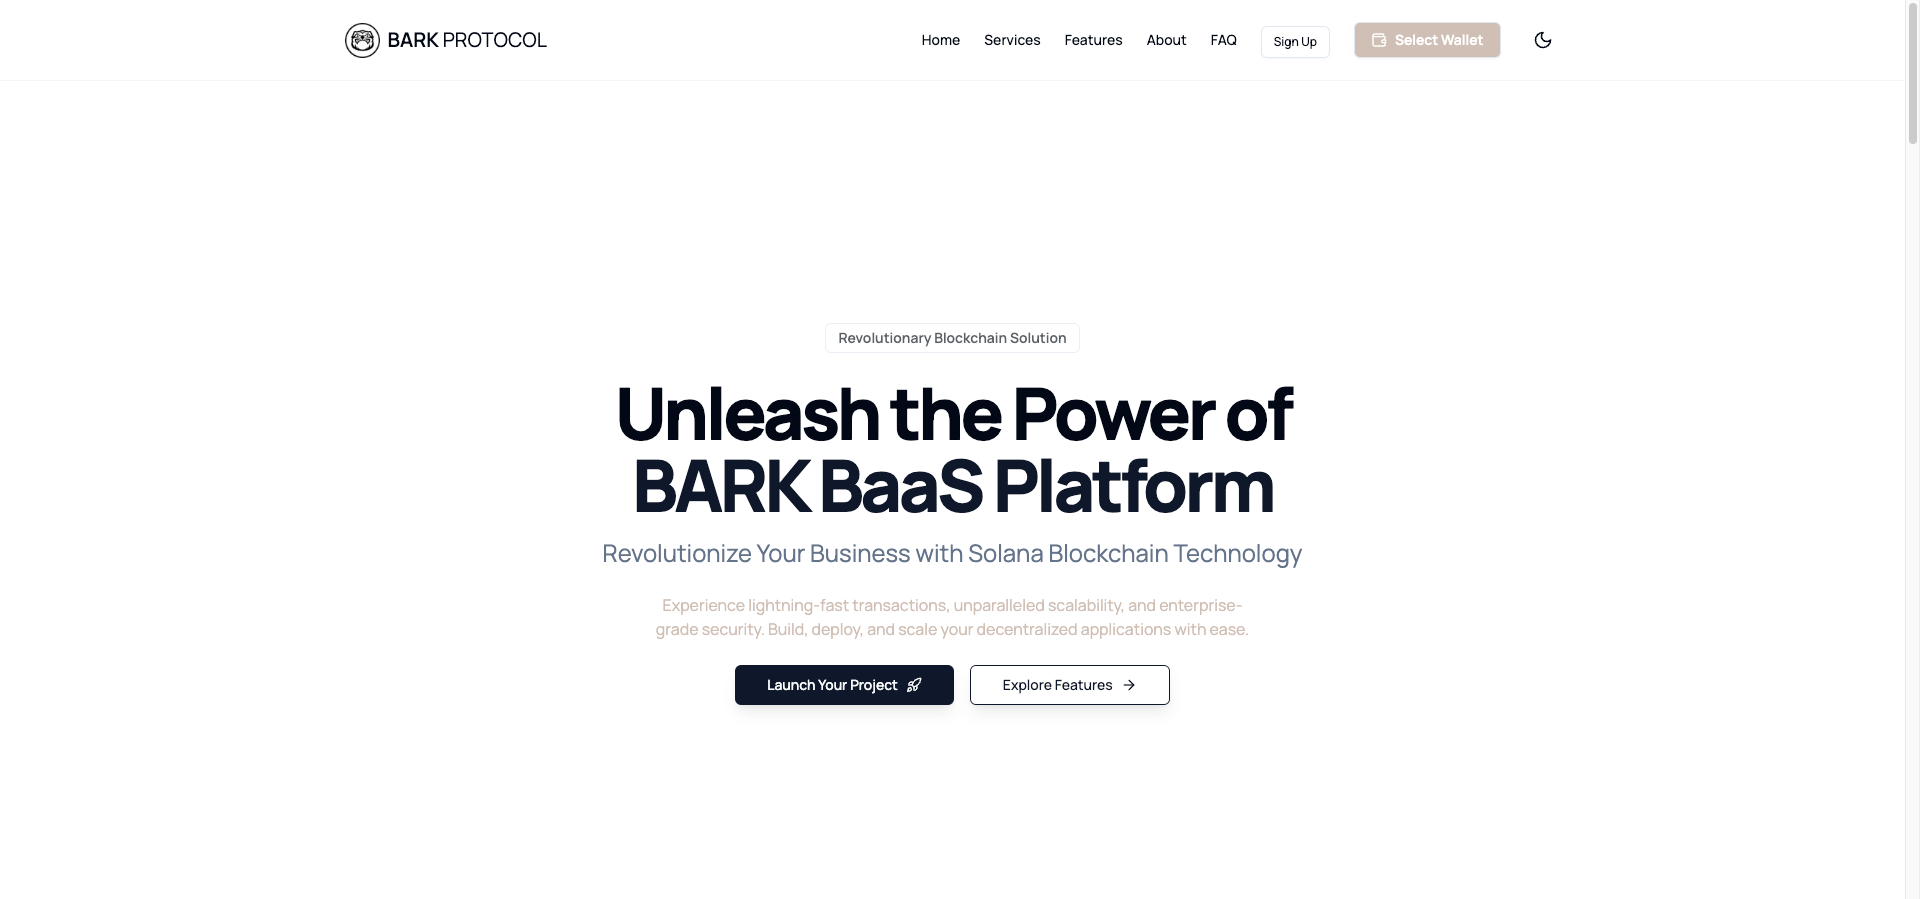 BARK PROTOCOL
Home
Services
Features
About
FAQ
Sign Up
Select Wallet
Revolutionary Blockchain Solution
Unleash the Power of
BARK BaaS Platform
Revolutionize Your Business with Solana Blockchain Technology
Experience lightning-fast transactions, unparalleled scalability, and enterprise-
grade security. Build, deploy, and scale your decentralized applications with ease.
Launch Your Project
Explore Features